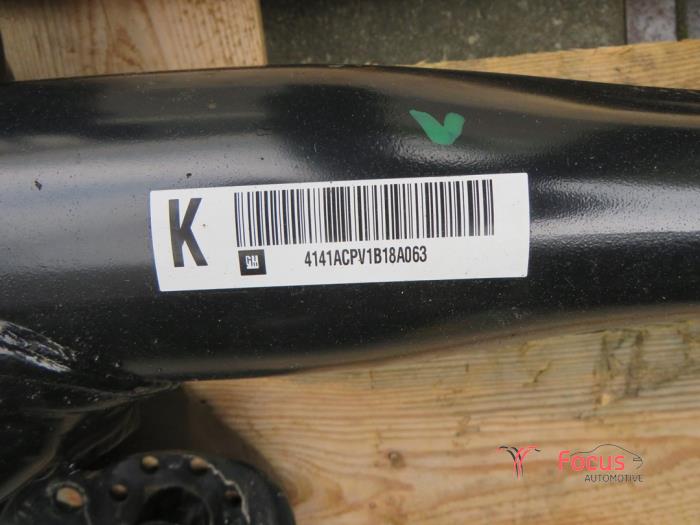 K
GM
4141ACPV1B18A063
Focus
AUTOMOTIVE